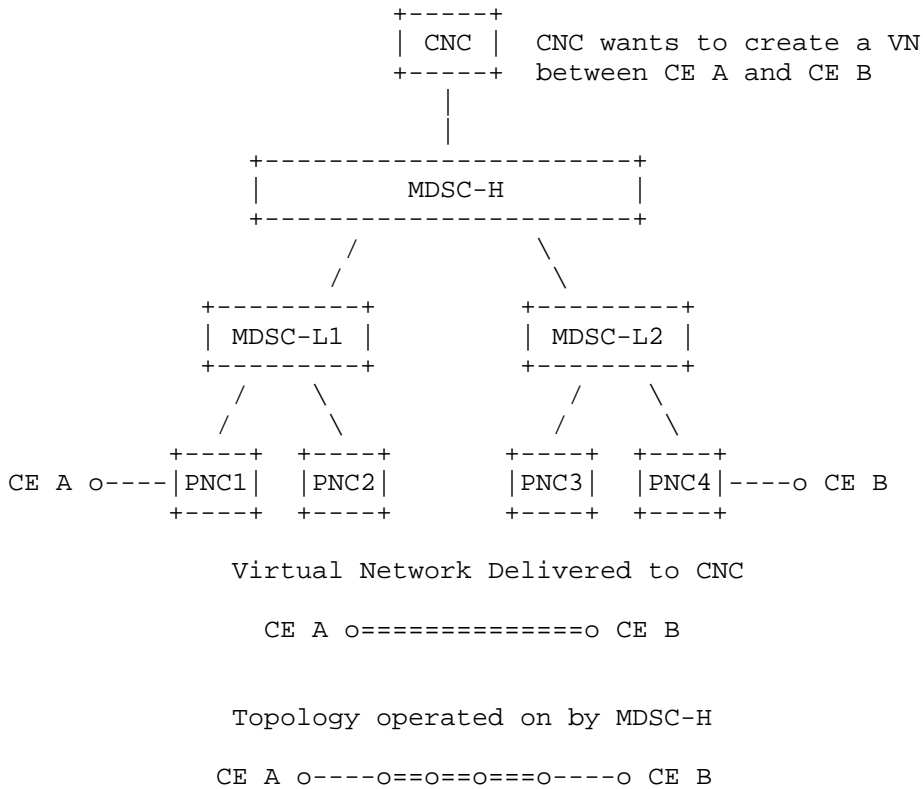 CNC CNC wants to create a VN
between CE A and CE B
MDSC-H
MDSC-L1 MDSC-L2
CE A o----|PNC1| |PNC2| |PNC3| |PNC4|----o CE B
Virtual Network Delivered to CNC
CE A o==============o CE B
Topology operated on by MDSC-H
CE A o----o==o==o===o----o CE B